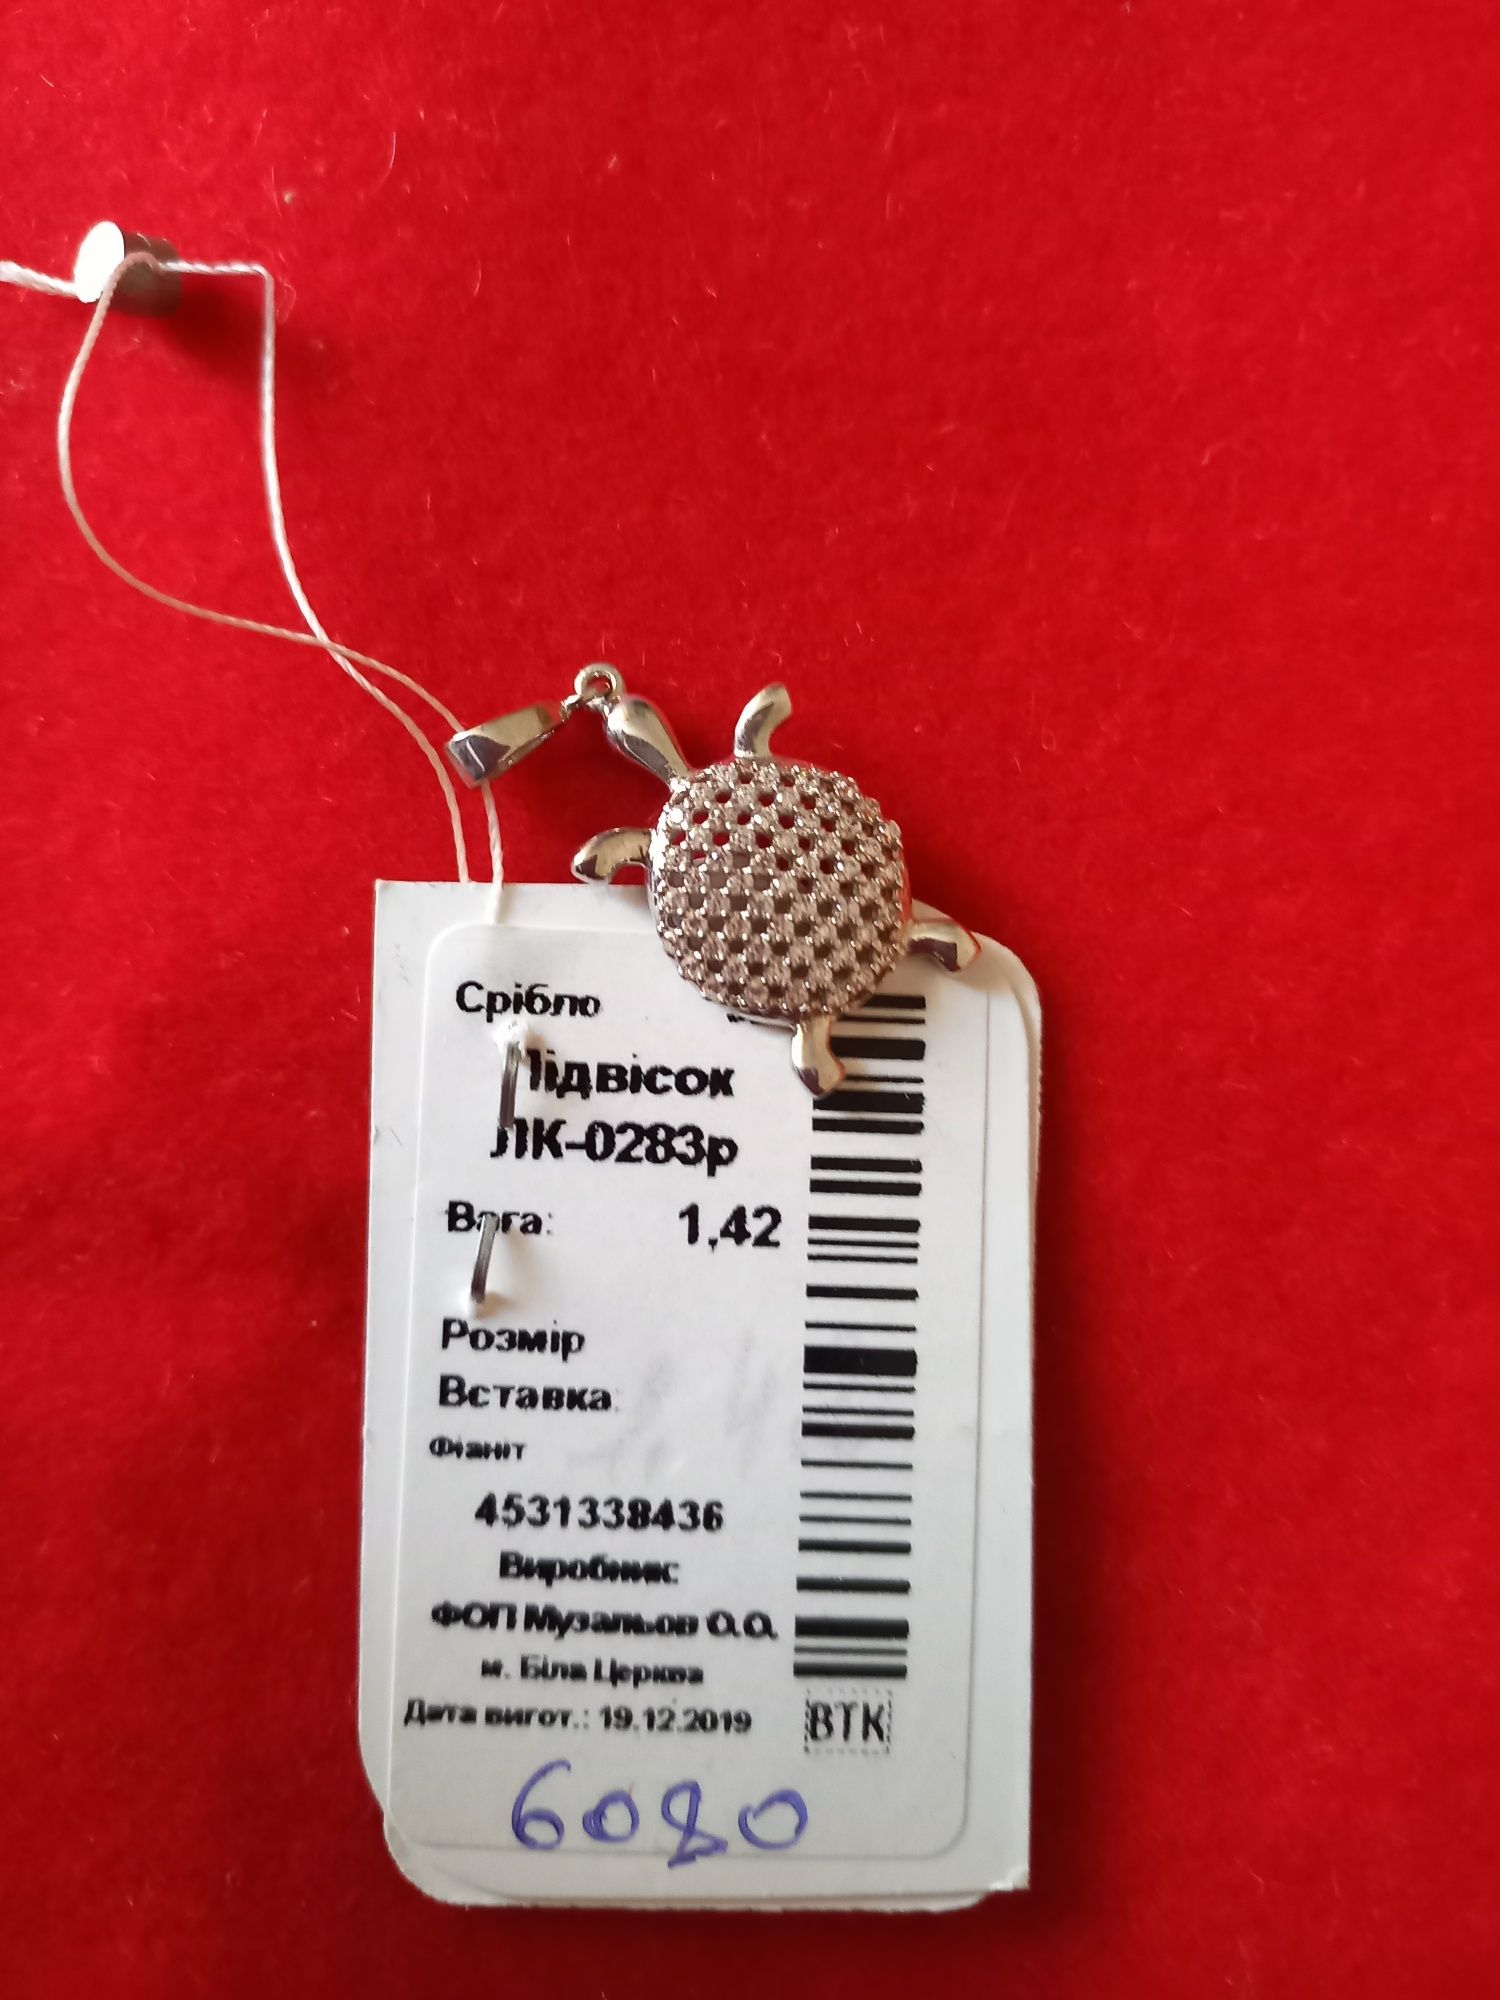 Срібло
Підвісок
ЛК-0283р
Вага: 1,42
Розмір
Вставка:
Фіаніт
4531338436
Виробник:
ФОП Музальов О.О.
м. Біла Церква
Дата вигот.: 19.12.2019
ВТК
6080